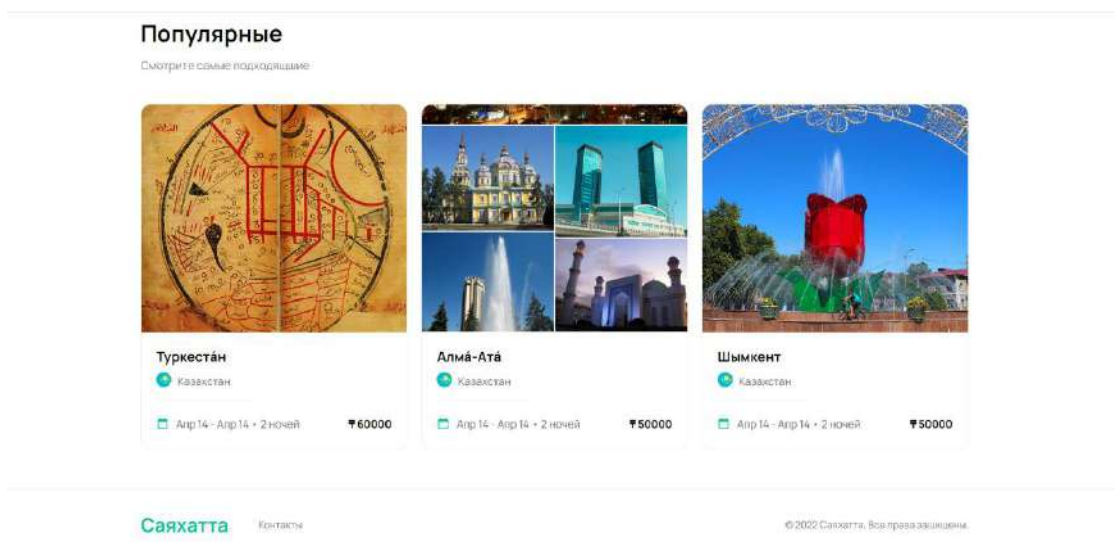 Популярные
Смотрите самые подходящие
Туркеста́н
Казахстан
Апр 14 - Апр 14 • 2 ночей ₸60000
Алма́-Ата́
Казахстан
Апр 14 - Апр 14 • 2 ночей ₸50000
Шымкент
Казахстан
Апр 14 - Апр 14 • 2 ночей ₸50000
Саяхатта Контакты © 2022 Саяхатта. Все права защищены.